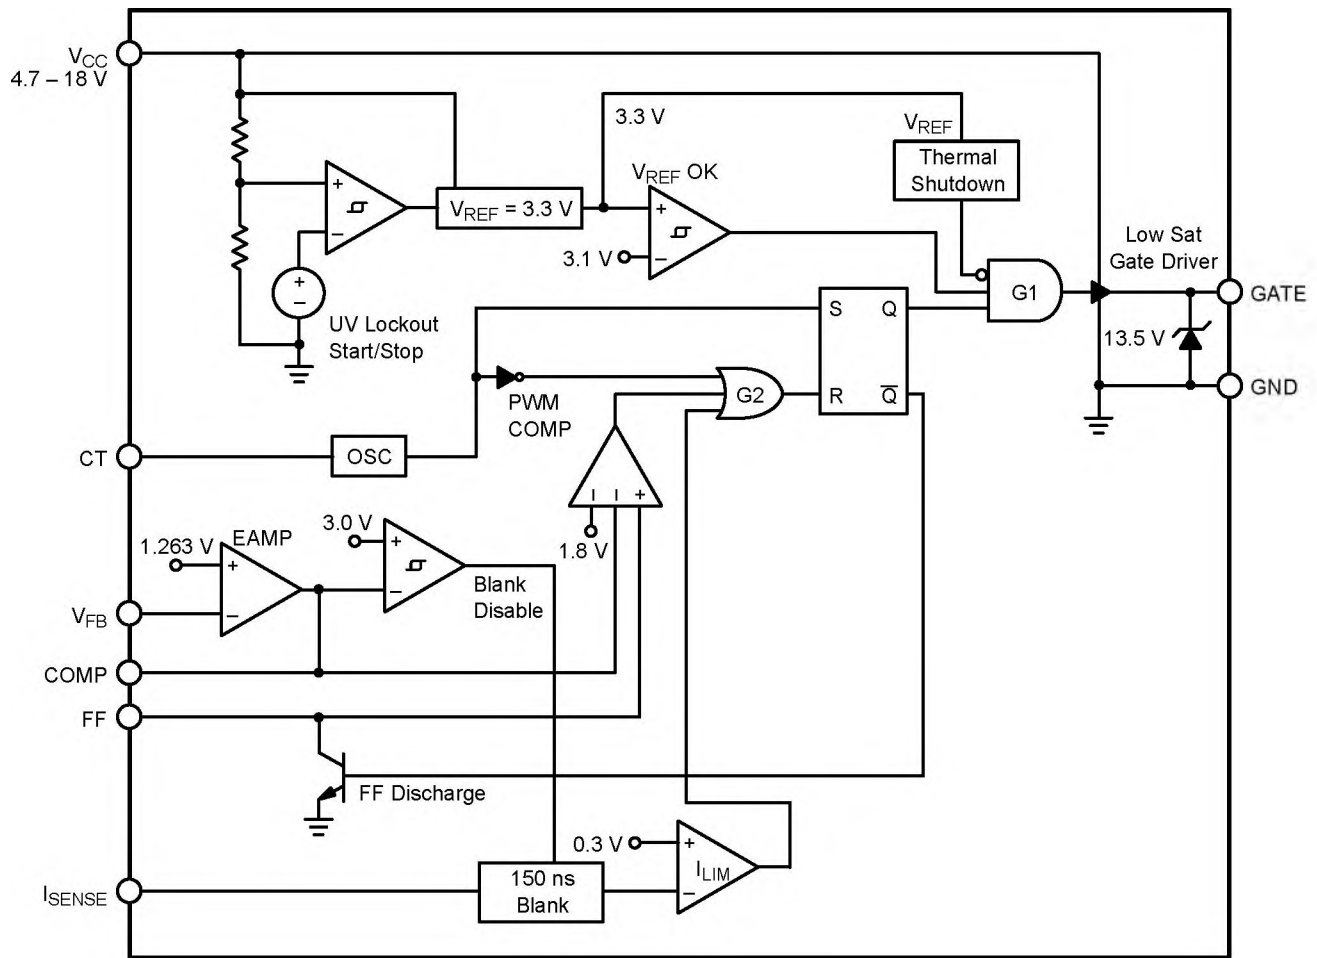 VCC
4.7 – 18 V
3.3 V
VREF
Thermal
Shutdown
VREF OK
+
VREF = 3.3 V
+
–
3.1 V
–
Low Sat
Gate Driver
+
–
G1
GATE
UV Lockout
Start/Stop
S
Q
13.5 V
G2
R
Q̅
GND
PWM
COMP
CT
OSC
– – +
1.8 V
3.0 V
+
EAMP
1.263 V
+
–
Blank
Disable
VFB
–
COMP
FF
FF Discharge
0.3 V
+
ILIM
–
150 ns
Blank
ISENSE